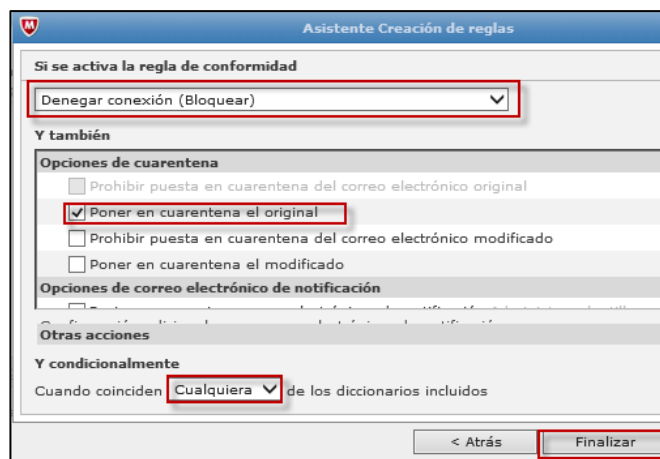 Asistente Creación de reglas
Si se activa la regla de conformidad
Denegar conexión (Bloquear)
Y también
Opciones de cuarentena
Prohibir puesta en cuarentena del correo electrónico original
Poner en cuarentena el original
Prohibir puesta en cuarentena del correo electrónico modificado
Poner en cuarentena el modificado
Opciones de correo electrónico de notificación
Otras acciones
Y condicionalmente
Cuando coinciden Cualquiera de los diccionarios incluidos
< Atrás Finalizar